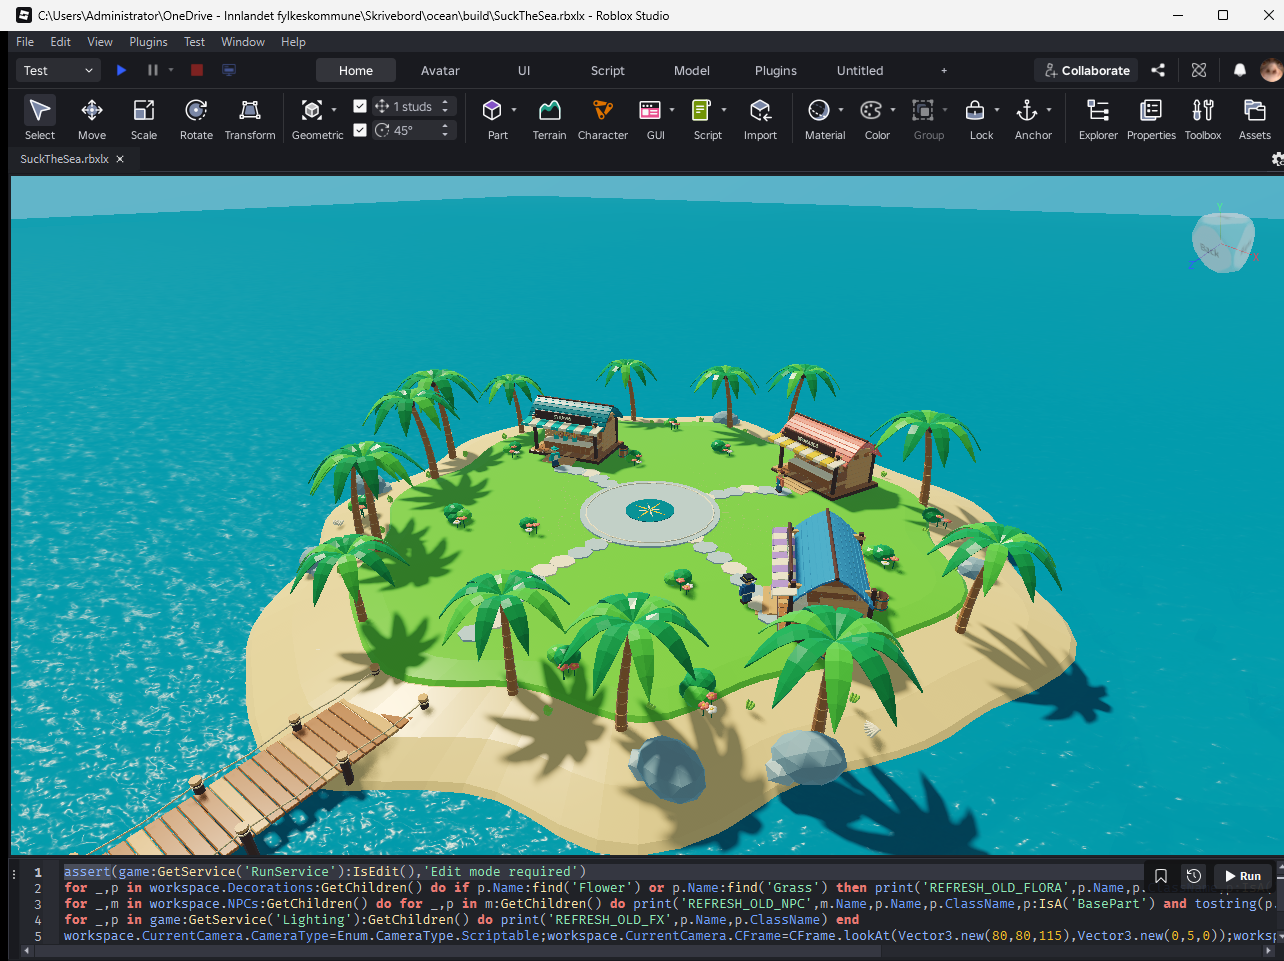 C:\Users\Administrator\OneDrive - Innlandet fylkeskommune\Skrivebord\ocean\build\SuckTheSea.rbxlx - Roblox Studio
File Edit View Plugins Test Window Help
Test Home Avatar UI Script Model Plugins Untitled + Collaborate
1 studs
45°
Select Move Scale Rotate Transform Geometric Part Terrain Character GUI Script Import Material Color Group Lock Anchor Explorer Properties Toolbox Assets
SuckTheSea.rbxlx
Y
Back
X
Z
1 assert(game:GetService('RunService'):IsEdit(),'Edit mode required')
2 for _,p in workspace.Decorations:GetChildren() do if p.Name:find('Flower') or p.Name:find('Grass') then print('REFRESH_OLD_FLORA',p.Name,p.
Run
3 for _,m in workspace.NPCs:GetChildren() do for _,p in m:GetChildren() do print('REFRESH_OLD_NPC',m.Name,p.Name,p.ClassName,p:IsA('BasePart') and tostring(p.
4 for _,p in game:GetService('Lighting'):GetChildren() do print('REFRESH_OLD_FX',p.Name,p.ClassName) end
5 workspace.CurrentCamera.CameraType=Enum.CameraType.Scriptable;workspace.CurrentCamera.CFrame=CFrame.lookAt(Vector3.new(80,80,115),Vector3.new(0,5,0));works